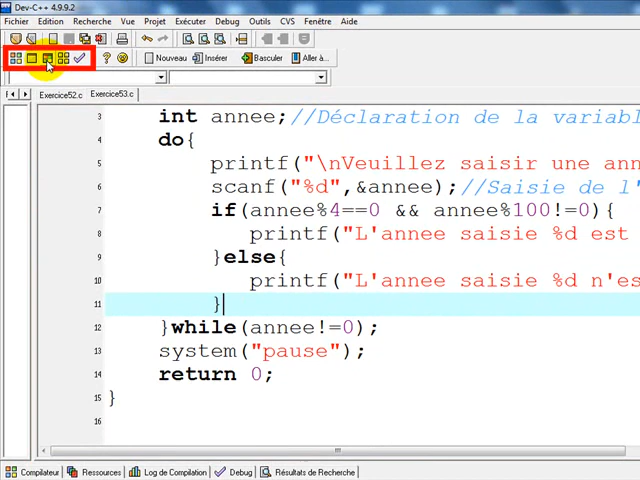 Dev-C++ 4.9.9.2
Fichier Edition Recherche Vue Projet Exécuter Debug Outils CVS Fenêtre Aide
Nouveau Insérer Basculer Aller à...
Exercice52.c Exercice53.c
3 int annee;//Déclaration de la variabl
4 do{
5 printf("\nVeuillez saisir une ann
6 scanf("%d",&annee);//Saisie de l'
7 if(annee%4==0 && annee%100!=0){
8 printf("L'annee saisie %d est
9 }else{
10 printf("L'annee saisie %d n'es
11 }
12 }while(annee!=0);
13 system("pause");
14 return 0;
15 }
16
Compilateur Ressources Log de Compilation Debug Résultats de Recherche